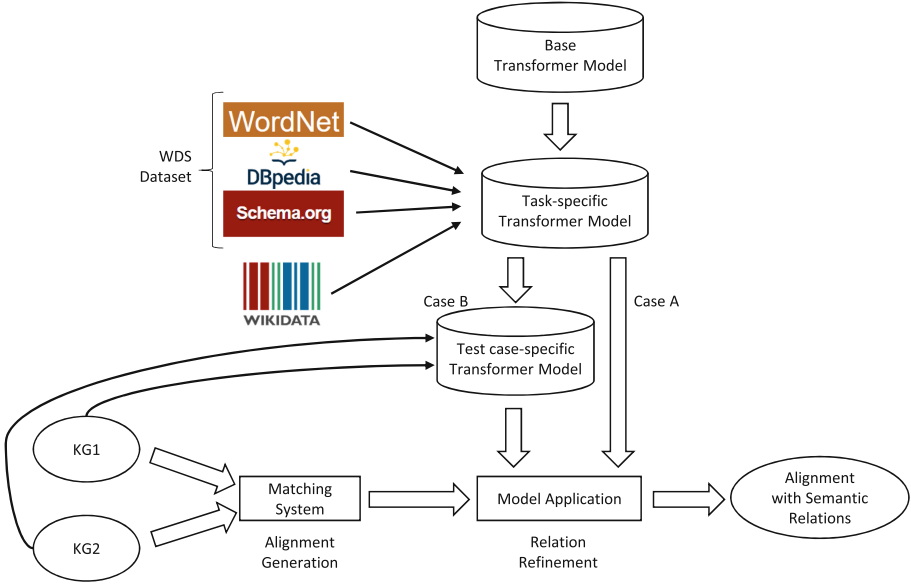 Base
Transformer Model
WordNet
WDS
Dataset
DBpedia
Schema.org
Task-specific
Transformer Model
WIKIDATA
Case B
Case A
Test case-specific
Transformer Model
KG1
KG2
Matching
System
Alignment
Generation
Model Application
Relation
Refinement
Alignment
with Semantic
Relations